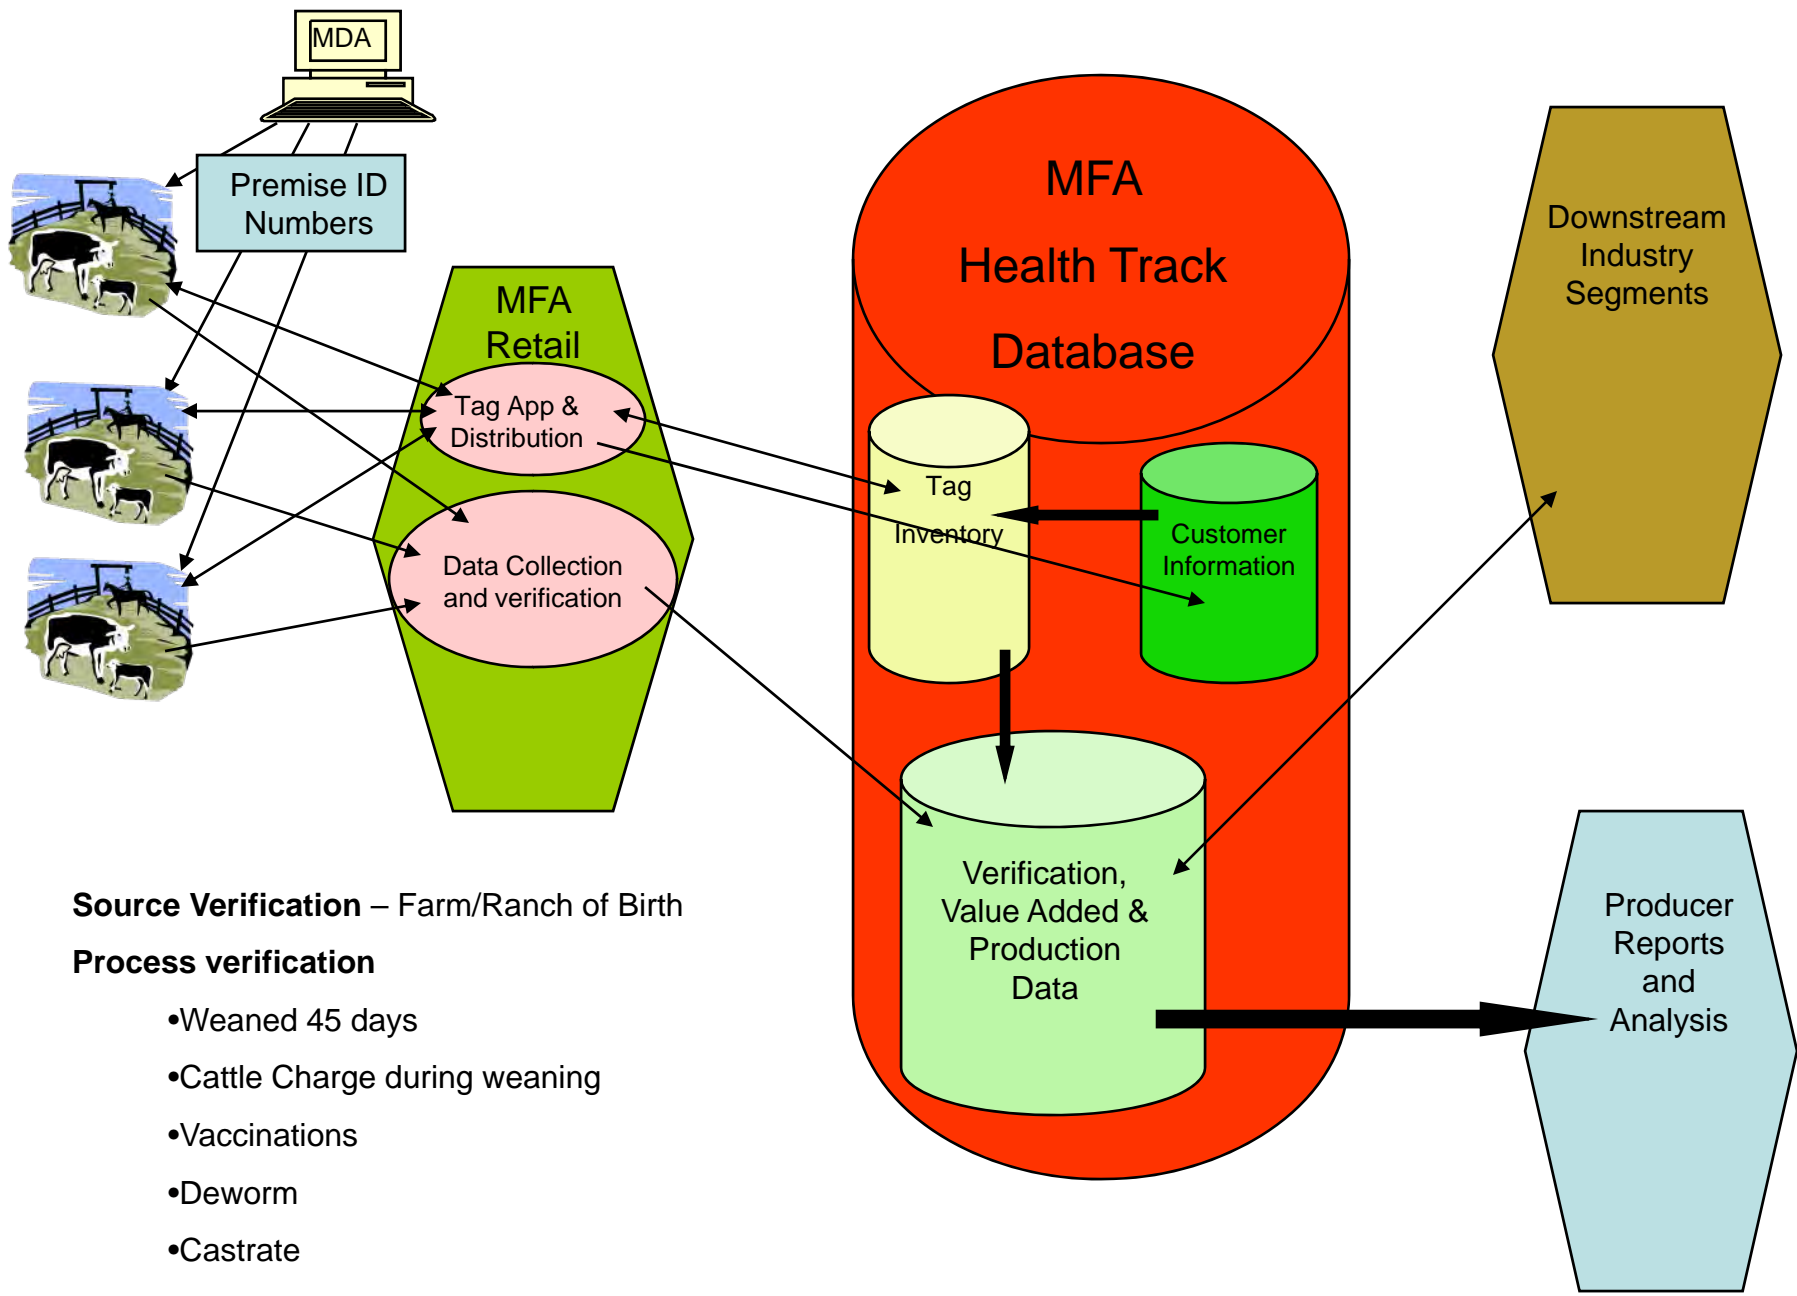 MDA
Premise ID
Numbers
MFA
Retail
Tag App &
Distribution
Data Collection
and verification
MFA
Health Track
Database
Tag
Inventory
Customer
Information
Verification,
Value Added &
Production
Data
Downstream
Industry
Segments
Producer
Reports
and
Analysis
Source Verification – Farm/Ranch of Birth
Process verification
•Weaned 45 days
•Cattle Charge during weaning
•Vaccinations
•Deworm
•Castrate